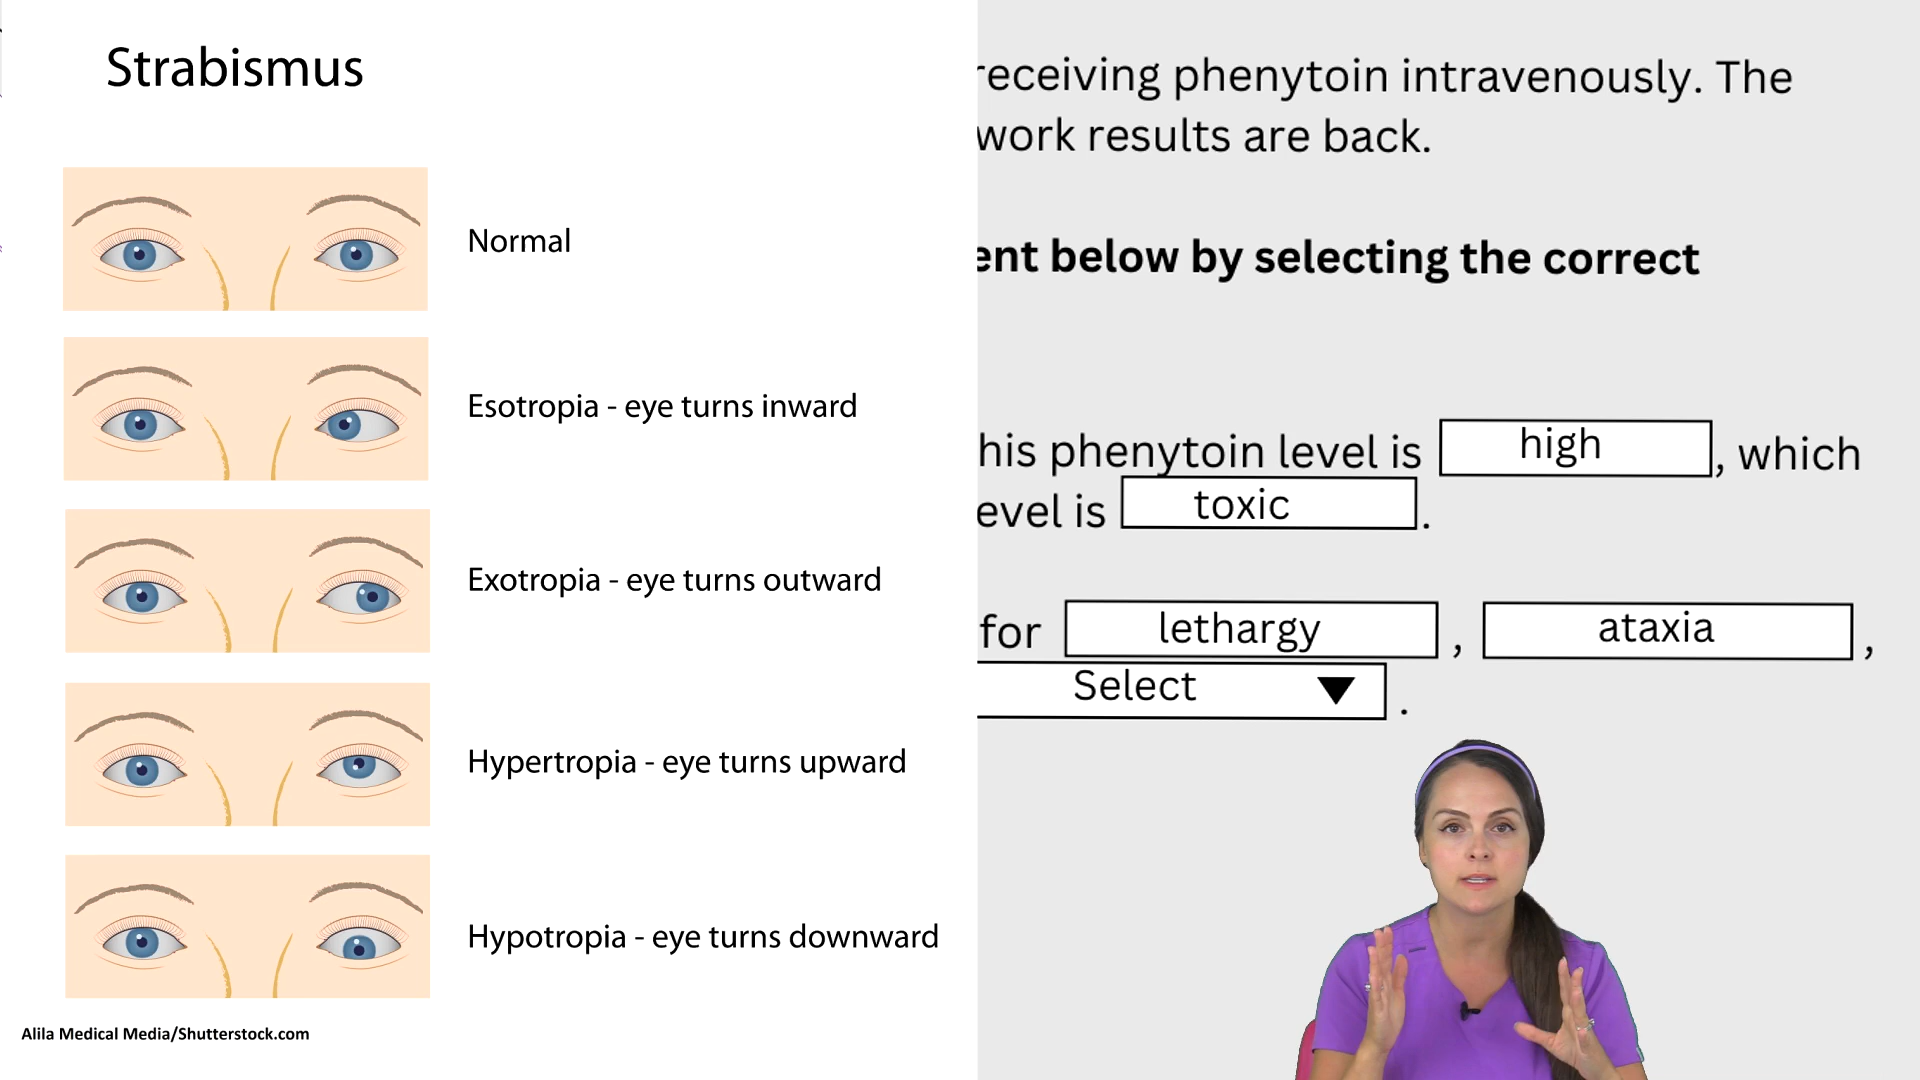 Strabismus
Normal
Esotropia - eye turns inward
Exotropia - eye turns outward
Hypertropia - eye turns upward
Hypotropia - eye turns downward
Alila Medical Media/Shutterstock.com
receiving phenytoin intravenously. The
work results are back.
ent below by selecting the correct
his phenytoin level is high, which
evel is toxic.
for lethargy, ataxia,
Select.